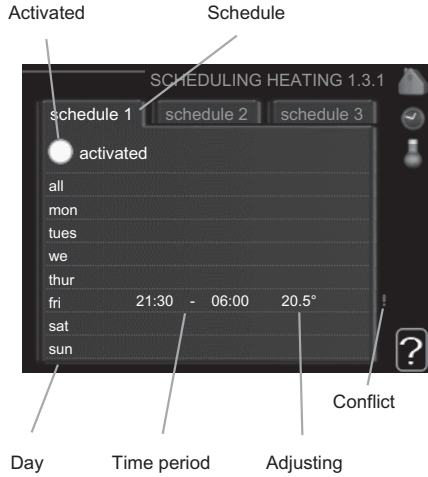 Activated Schedule
SCHEDULING HEATING 1.3.1
schedule 1 schedule 2 schedule 3
activated
all
mon
tues
we
thur
fri 21:30 - 06:00 20.5° !
sat
sun
?
Conflict
Day Time period Adjusting